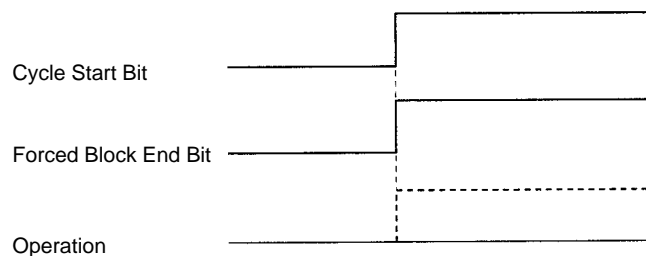 Cycle Start Bit
Forced Block End Bit
Operation